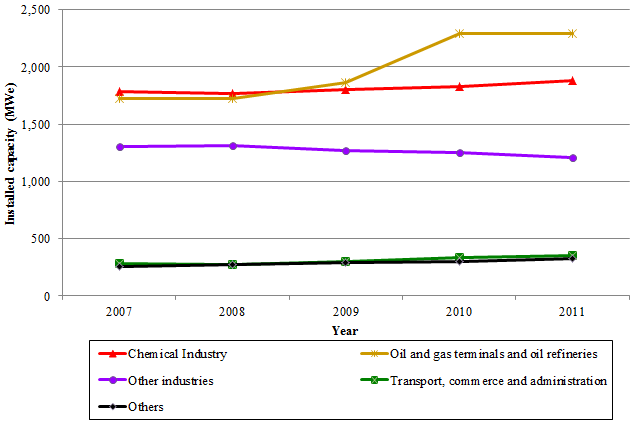 2,500
2,000
1,500
1,000
500
0
Installed capacity (MWe)
2007 2008 2009 2010 2011
Year
Chemical Industry Oil and gas terminals and oil refineries
Other industries Transport, commerce and administration
Others